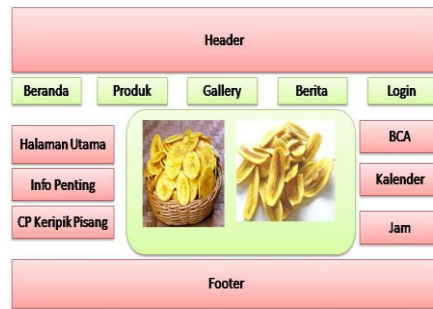 Header
Beranda Produk Gallery Berita Login
Halaman Utama
Info Penting
CP Keripik Pisang
BCA
Kalender
Jam
Footer